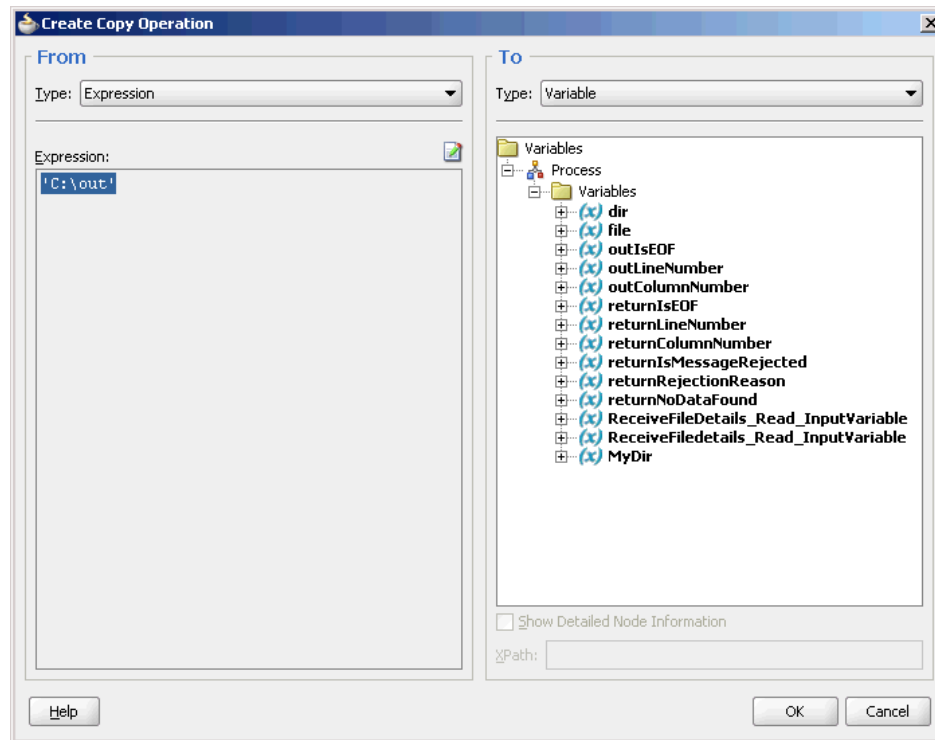 Create Copy Operation
From
Type: Expression
Expression:
'C:\out'
To
Type: Variable
Variables
Process
Variables
(x) dir
(x) file
(x) outIsEOF
(x) outLineNumber
(x) outColumnNumber
(x) returnIsEOF
(x) returnLineNumber
(x) returnColumnNumber
(x) returnIsMessageRejected
(x) returnRejectionReason
(x) returnNoDataFound
(x) ReceiveFileDetails_Read_InputVariable
(x) ReceiveFiledetails_Read_InputVariable
(x) MyDir
Show Detailed Node Information
XPath:
Help
OK
Cancel